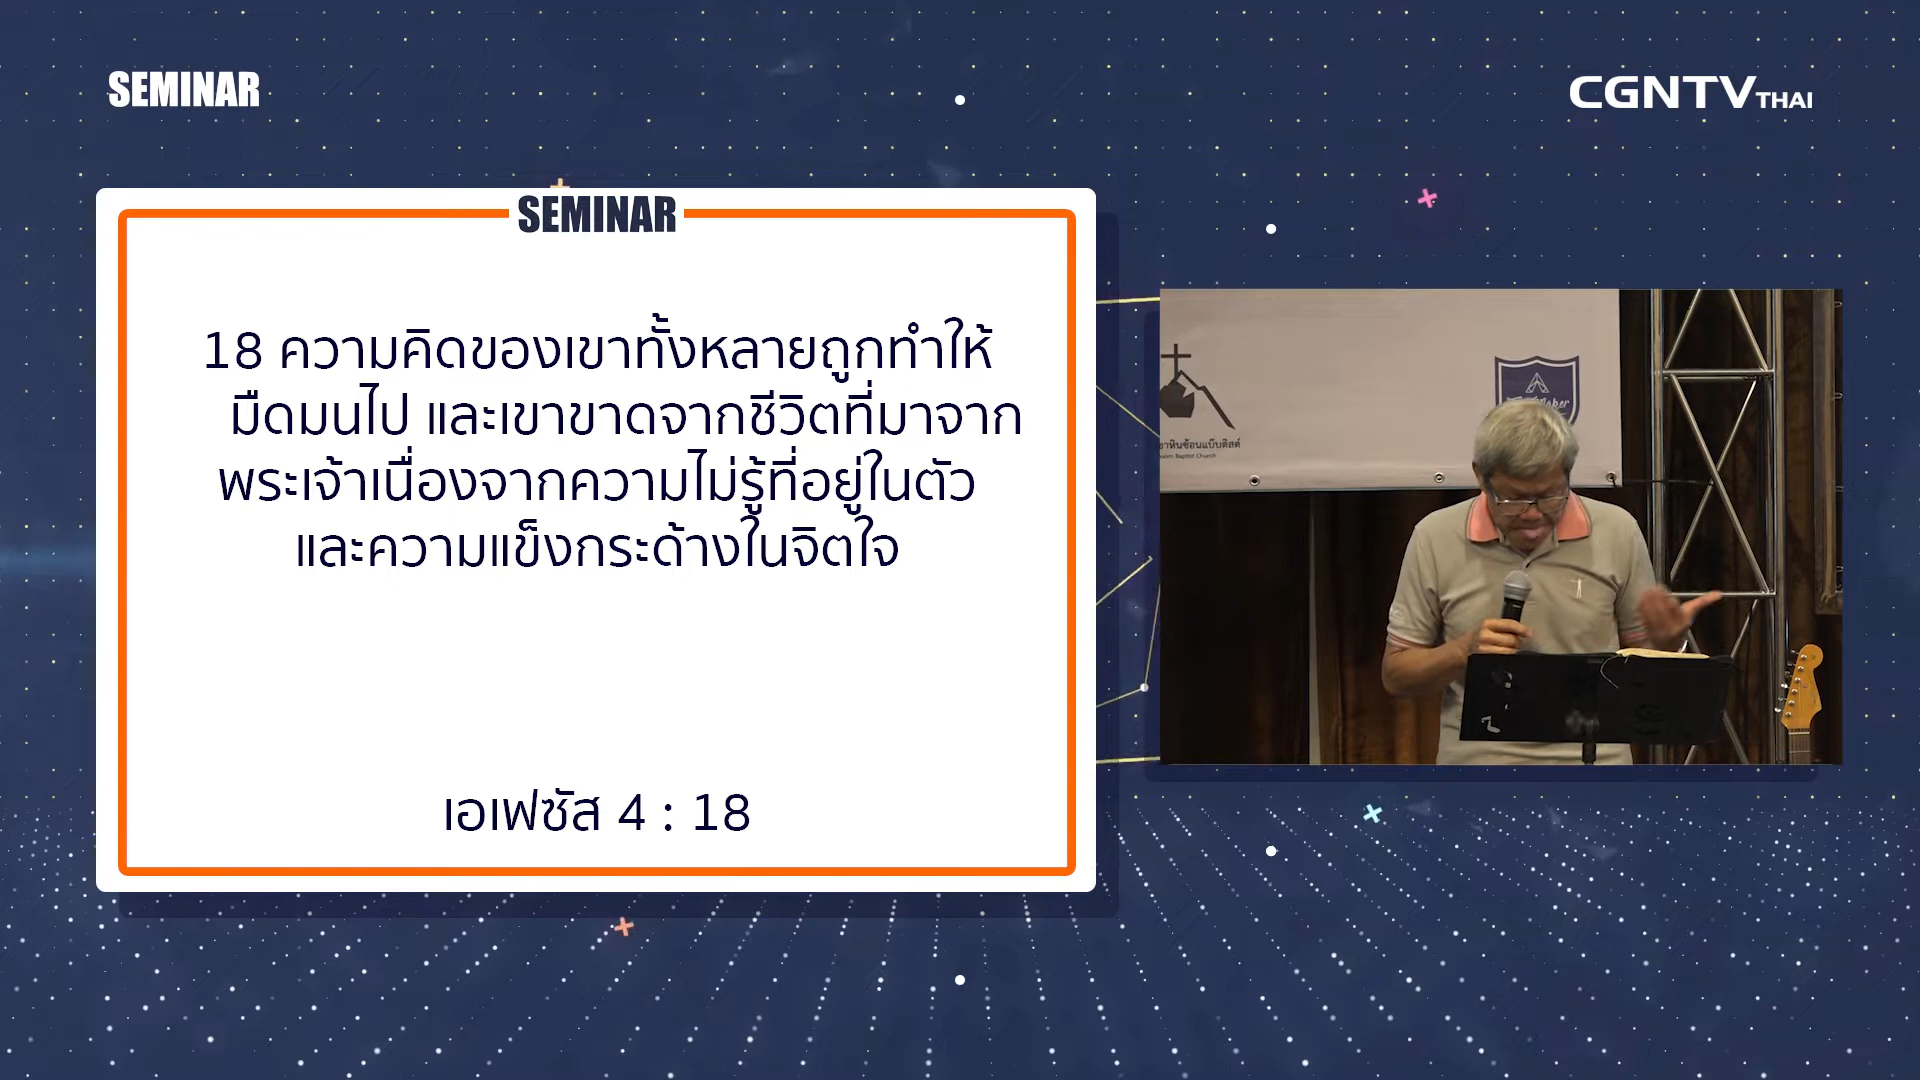 SEMINAR
CGNTV THAI
SEMINAR
18 ความคิดของเขาทั้งหลายถูกทำให้
มืดมนไป และเขาขาดจากชีวิตที่มาจาก
พระเจ้าเนื่องจากความไม่รู้ที่อยู่ในตัว
และความแข็งกระด้างในจิตใจ
เอเฟซัส 4 : 18
Baptist Church